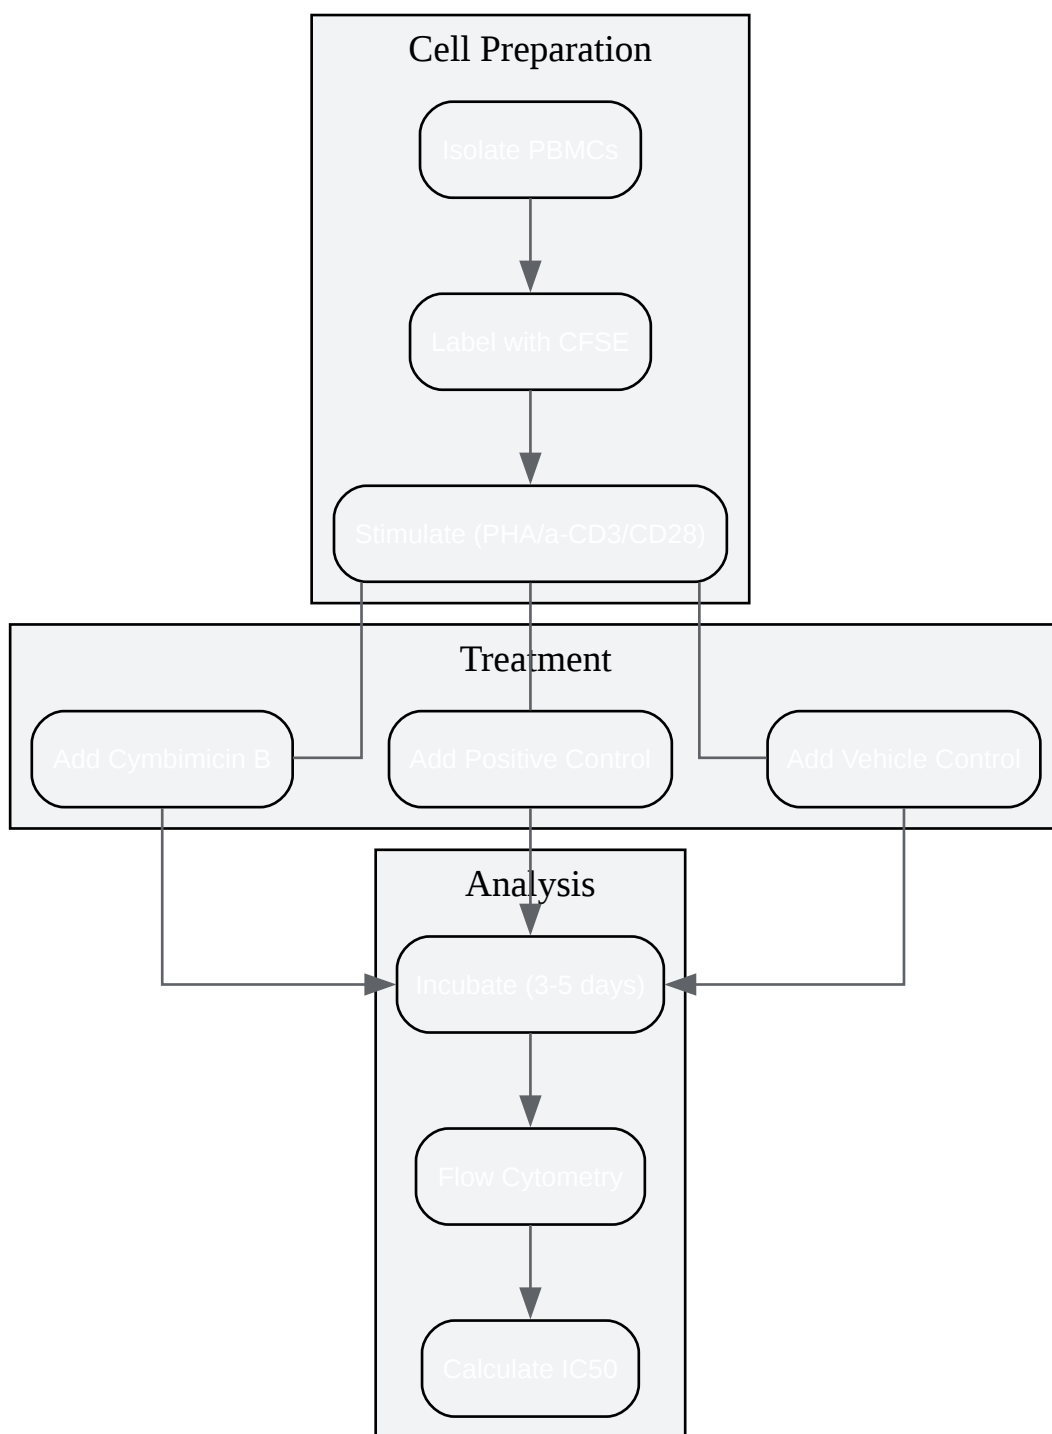 Cell Preparation
Isolate PBMCs
Label with CFSE
Stimulate (PHA/a-CD3/CD28)
Treatment
Add Cymbimicin B
Add Positive Control
Add Vehicle Control
Analysis
Incubate (3-5 days)
Flow Cytometry
Calculate IC50